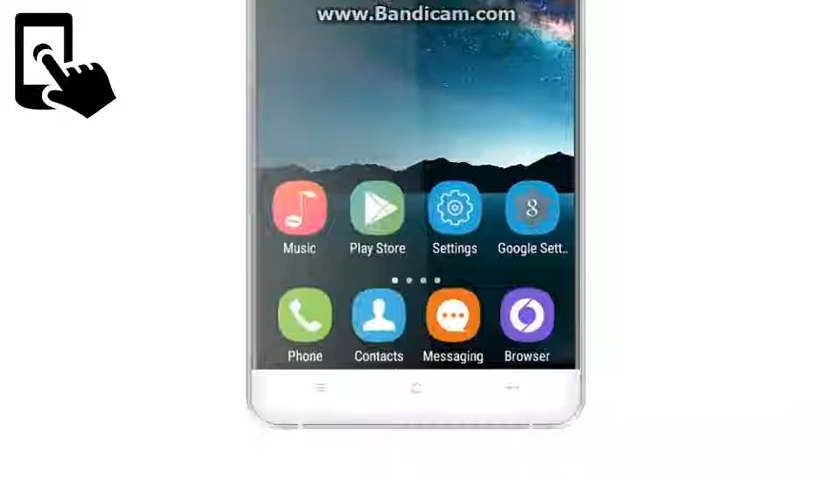 www.Bandicam.com
Music Play Store Settings Google Sett..
Phone Contacts Messaging Browser